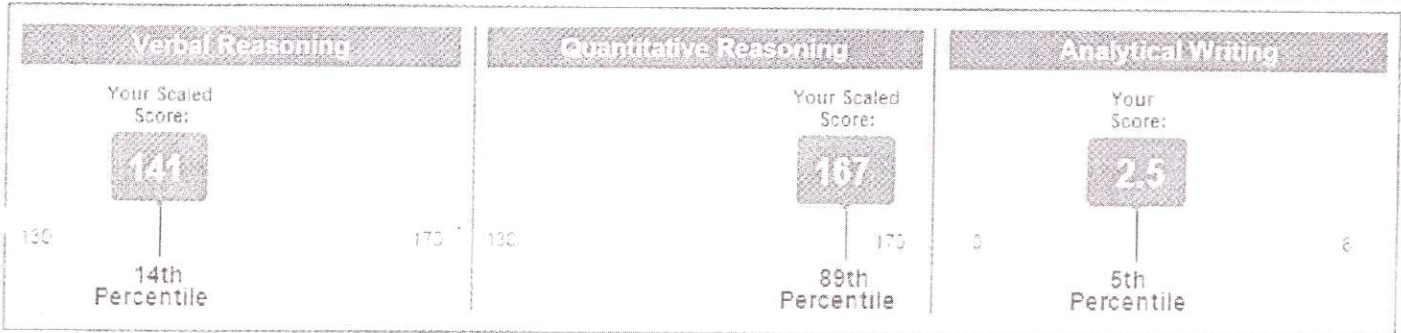 Verbal Reasoning
Your Scaled
Score:
141
130
170
14th
Percentile
Quantitative Reasoning
Your Scaled
Score:
167
130
170
89th
Percentile
Analytical Writing
Your
Score:
2.5
0
6
5th
Percentile